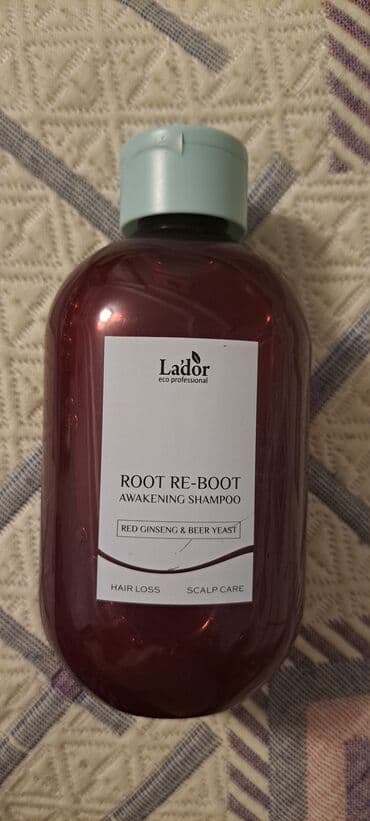 La'dor
eco professional
ROOT RE-BOOT
AWAKENING SHAMPOO
RED GINSENG & BEER YEAST
HAIR LOSS SCALP CARE